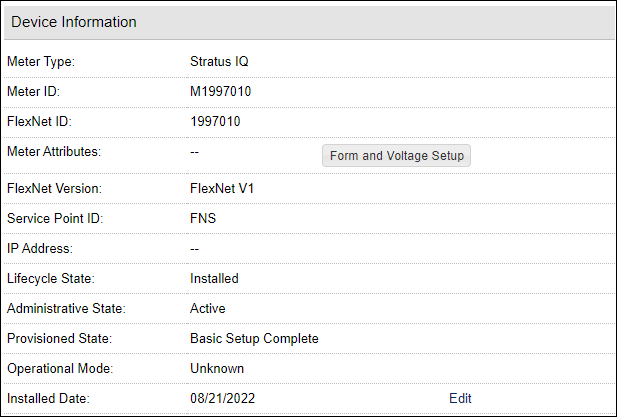 Device Information
Meter Type: Stratus IQ
Meter ID: M1997010
FlexNet ID: 1997010
Meter Attributes: -- Form and Voltage Setup
FlexNet Version: FlexNet V1
Service Point ID: FNS
IP Address: --
Lifecycle State: Installed
Administrative State: Active
Provisioned State: Basic Setup Complete
Operational Mode: Unknown
Installed Date: 08/21/2022 Edit